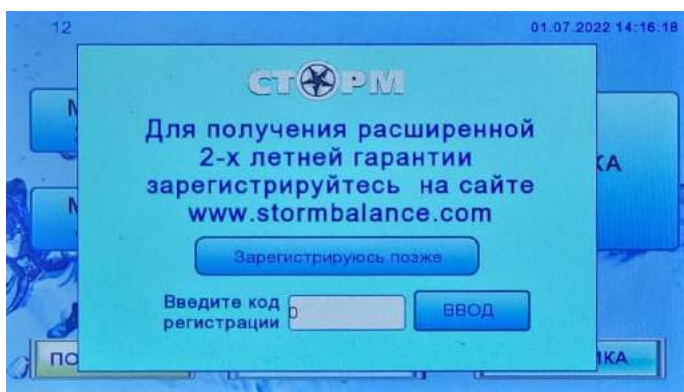 12
01.07.2022 14:16:18
СТОРМ
Для получения расширенной
2-х летней гарантии
зарегистрируйтесь на сайте
www.stormbalance.com
Зарегистрируюсь позже
Введите код
регистрации
0
ВВОД